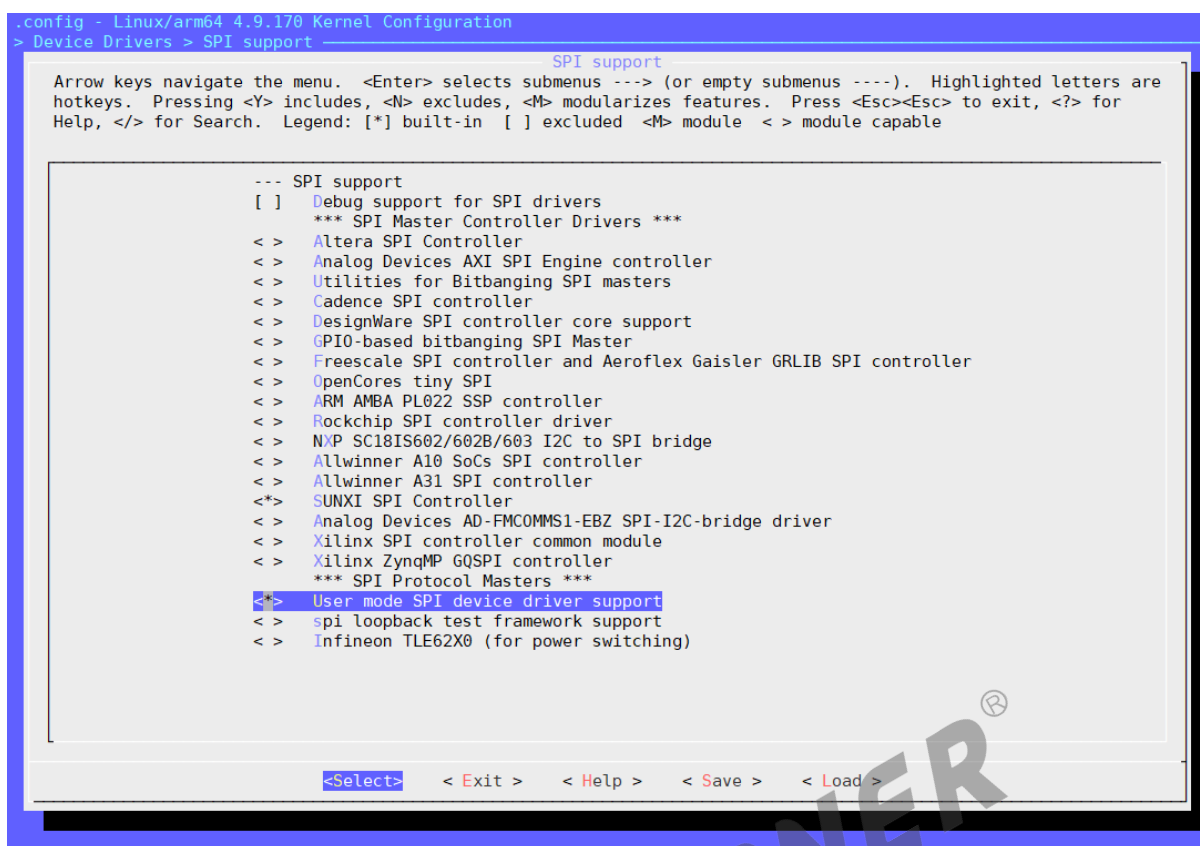 .config - Linux/arm64 4.9.170 Kernel Configuration
> Device Drivers > SPI support
SPI support
Arrow keys navigate the menu.  <Enter> selects submenus ---> (or empty submenus ----).  Highlighted letters are
hotkeys.  Pressing <Y> includes, <N> excludes, <M> modularizes features.  Press <Esc><Esc> to exit, <?> for
Help, </> for Search.  Legend: [*] built-in  [ ] excluded  <M> module  < > module capable
--- SPI support
[ ]   Debug support for SPI drivers
*** SPI Master Controller Drivers ***
< >   Altera SPI Controller
< >   Analog Devices AXI SPI Engine controller
< >   Utilities for Bitbanging SPI masters
< >   Cadence SPI controller
< >   DesignWare SPI controller core support
< >   GPIO-based bitbanging SPI Master
< >   Freescale SPI controller and Aeroflex Gaisler GRLIB SPI controller
< >   OpenCores tiny SPI
< >   ARM AMBA PL022 SSP controller
< >   Rockchip SPI controller driver
< >   NXP SC18IS602/602B/603 I2C to SPI bridge
< >   Allwinner A10 SoCs SPI controller
< >   Allwinner A31 SPI controller
<*>   SUNXI SPI Controller
< >   Analog Devices AD-FMCOMMS1-EBZ SPI-I2C-bridge driver
< >   Xilinx SPI controller common module
< >   Xilinx ZynqMP GQSPI controller
*** SPI Protocol Masters ***
<*>   User mode SPI device driver support
< >   spi loopback test framework support
< >   Infineon TLE62X0 (for power switching)
<Select>    < Exit >    < Help >    < Save >    < Load >